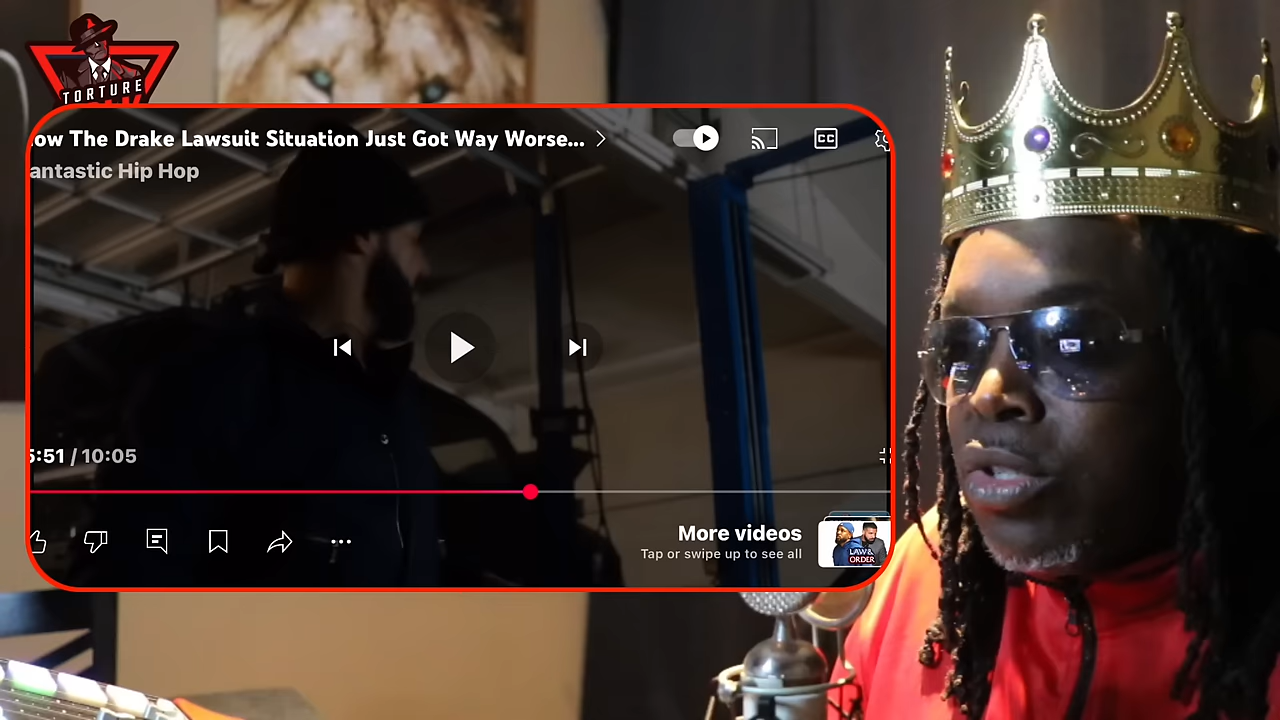 TORTURE
ow The Drake Lawsuit Situation Just Got Way Worse...
antastic Hip Hop
CC
5:51 / 10:05
More videos
Tap or swipe up to see all
LAW&
ORDER